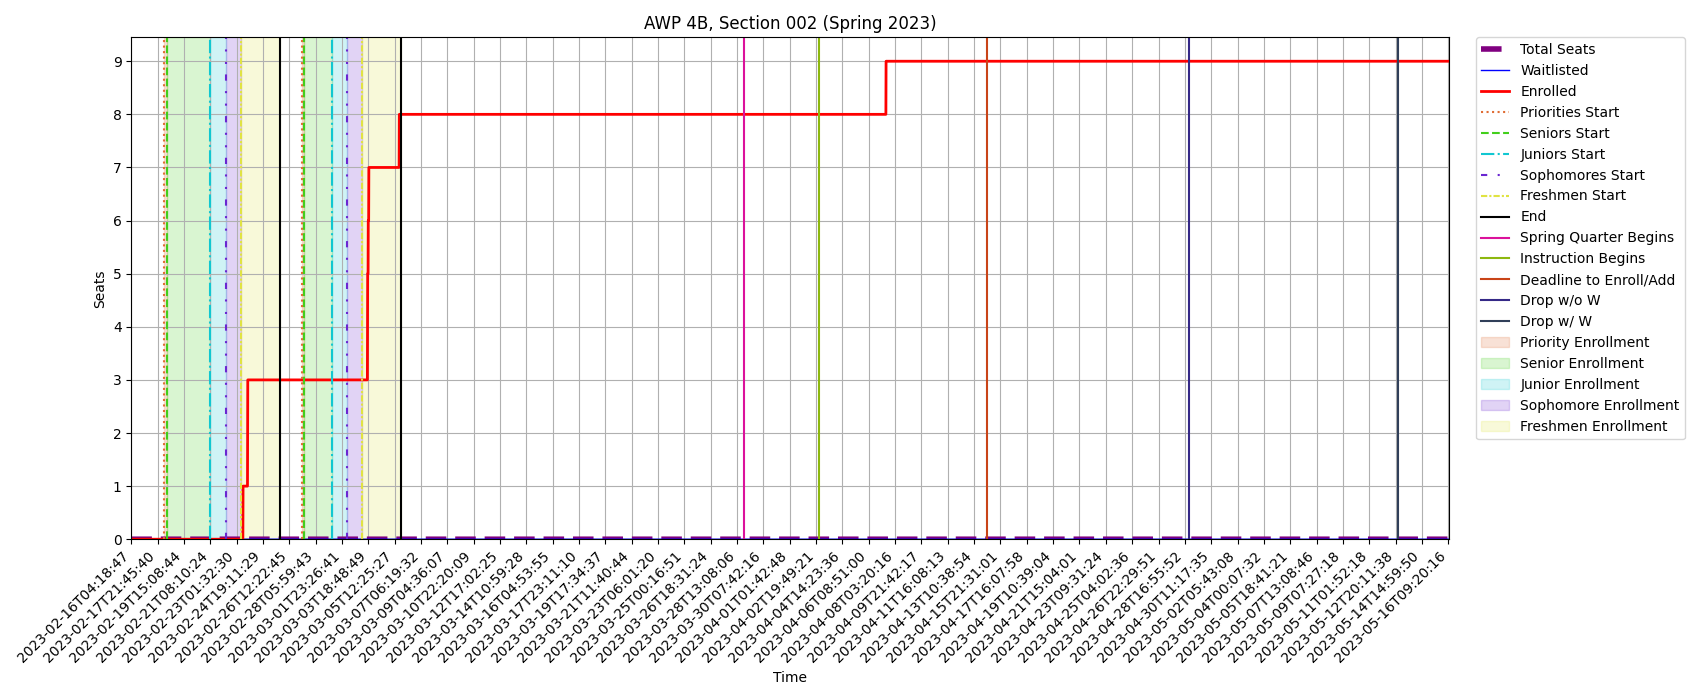 AWP 4B, Section 002 (Spring 2023)
Seats
9
8
7
6
5
4
3
2
1
0
2023-02-16T04:18:47
2023-02-17T21:45:40
2023-02-19T15:08:44
2023-02-21T08:10:24
2023-02-23T01:32:30
2023-02-24T19:11:29
2023-02-26T12:22:45
2023-02-28T05:59:43
2023-03-01T23:26:41
2023-03-03T18:48:49
2023-03-05T12:25:27
2023-03-07T06:19:32
2023-03-09T04:36:07
2023-03-10T22:20:09
2023-03-12T17:02:25
2023-03-14T10:59:28
2023-03-16T04:53:55
2023-03-17T23:11:10
2023-03-19T17:34:37
2023-03-21T11:40:44
2023-03-23T06:01:20
2023-03-25T00:16:51
2023-03-26T18:31:24
2023-03-28T13:08:06
2023-03-30T07:42:16
2023-04-01T01:42:48
2023-04-02T19:49:21
2023-04-04T14:23:36
2023-04-06T08:51:00
2023-04-08T03:20:16
2023-04-09T21:42:17
2023-04-11T16:08:13
2023-04-13T10:38:54
2023-04-15T21:31:01
2023-04-17T16:07:58
2023-04-19T10:39:04
2023-04-21T15:04:01
2023-04-23T09:31:24
2023-04-25T04:02:36
2023-04-26T22:29:51
2023-04-28T16:55:52
2023-04-30T11:17:35
2023-05-02T05:43:08
2023-05-04T00:07:32
2023-05-05T18:41:21
2023-05-07T13:08:46
2023-05-09T07:27:18
2023-05-11T01:52:18
2023-05-12T20:11:38
2023-05-14T14:59:50
2023-05-16T09:20:16
Time
Total Seats
Waitlisted
Enrolled
Priorities Start
Seniors Start
Juniors Start
Sophomores Start
Freshmen Start
End
Spring Quarter Begins
Instruction Begins
Deadline to Enroll/Add
Drop w/o W
Drop w/ W
Priority Enrollment
Senior Enrollment
Junior Enrollment
Sophomore Enrollment
Freshmen Enrollment